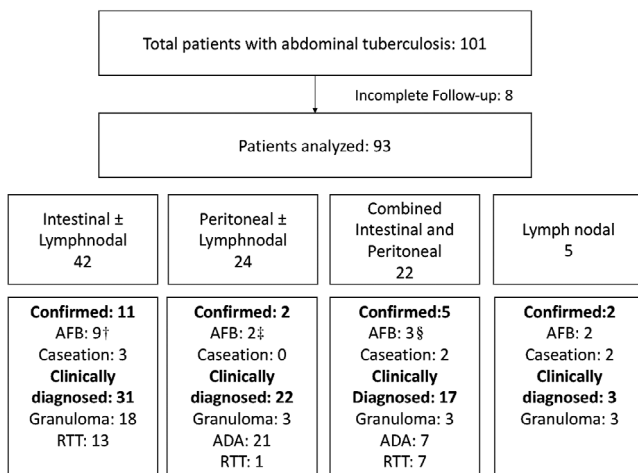 Total patients with abdominal tuberculosis: 101
Incomplete Follow-up: 8
Patients analyzed: 93
Intestinal ±
Lymphnodal
42
Peritoneal ±
Lymphnodal
24
Combined
Intestinal and
Peritoneal
22
Lymph nodal
5
Confirmed: 11
AFB: 9†
Caseation: 3
Clinically
diagnosed: 31
Granuloma: 18
RTT: 13
Confirmed: 2
AFB: 2‡
Caseation: 0
Clinically
diagnosed: 22
Granuloma: 3
ADA: 21
RTT: 1
Confirmed:5
AFB: 3§
Caseation: 2
Clinically
Diagnosed: 17
Granuloma: 3
ADA: 7
RTT: 7
Confirmed:2
AFB: 2
Caseation: 2
Clinically
diagnosed: 3
Granuloma: 3